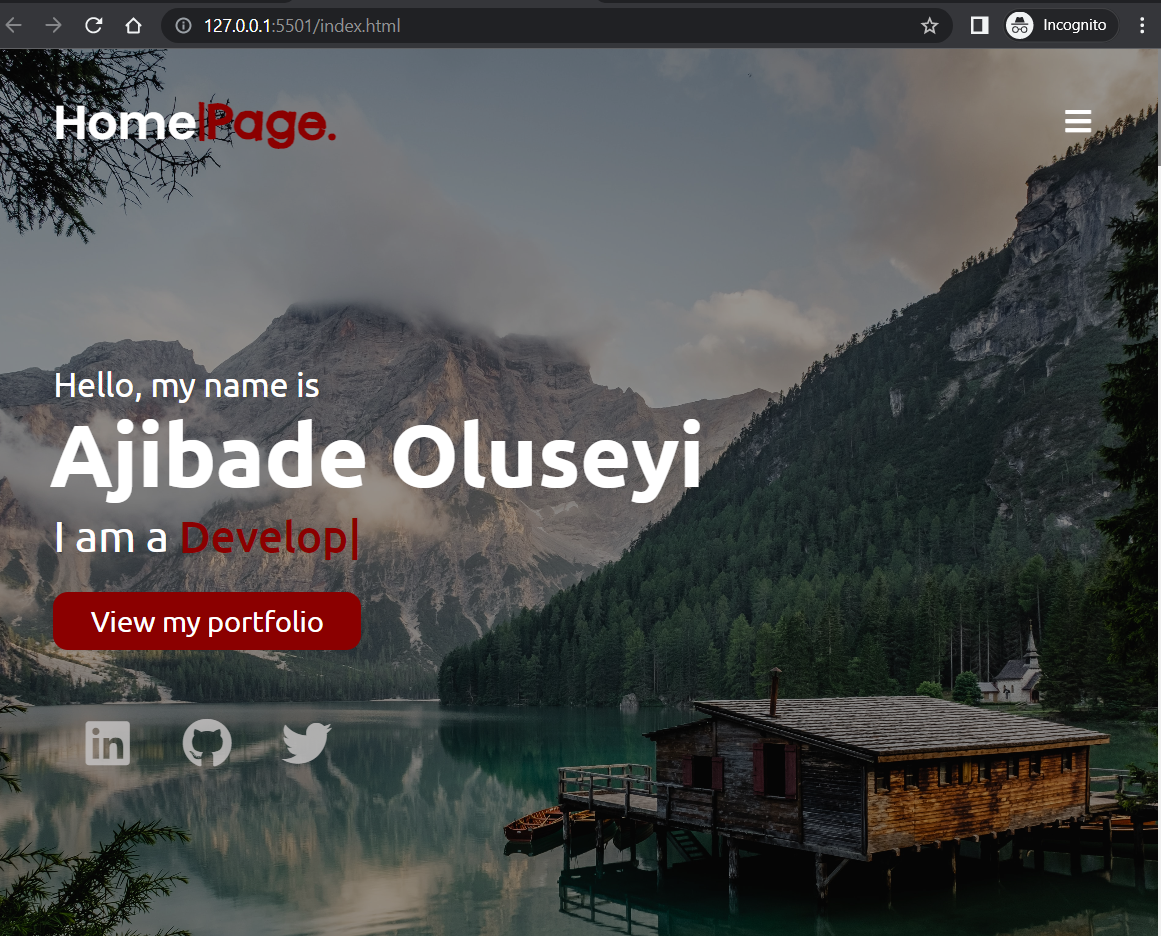 127.0.0.1:5501/index.html
Incognito
Home|Page.
Hello, my name is
Ajibade Oluseyi
I am a Develop|
View my portfolio
in